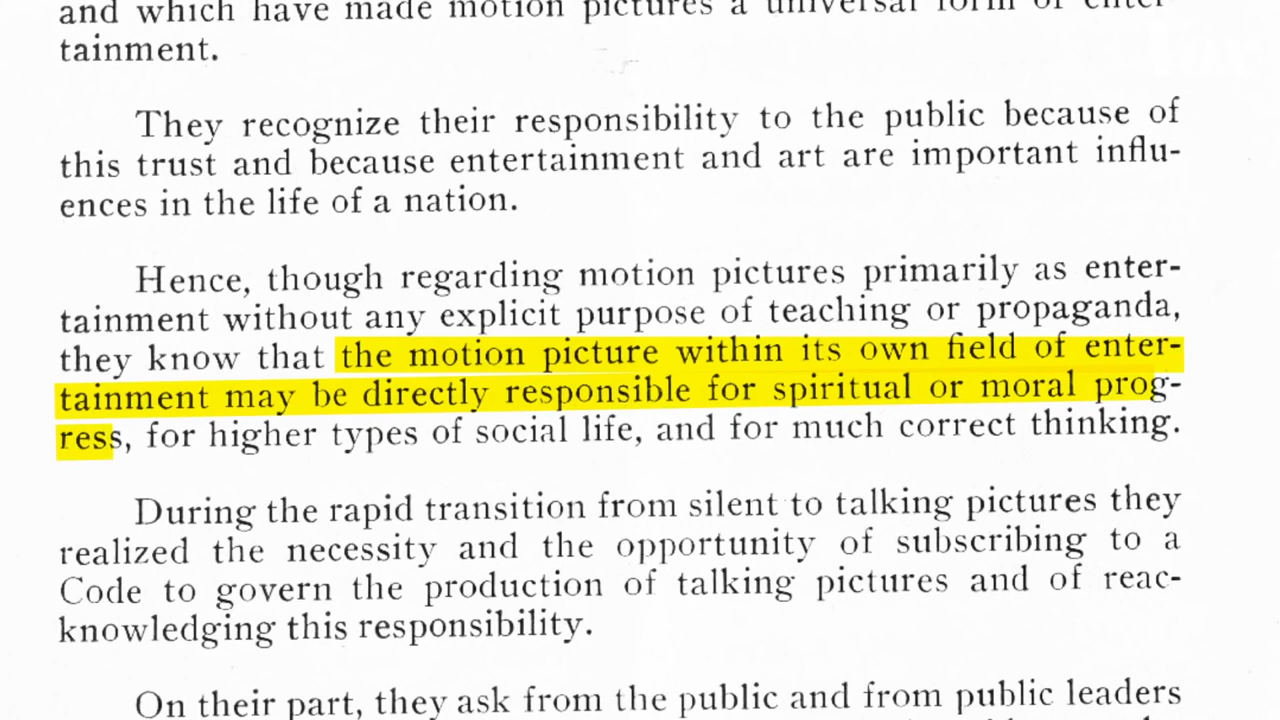 and which have made motion pictures a universal form of enter-
tainment.
They recognize their responsibility to the public because of
this trust and because entertainment and art are important influ-
ences in the life of a nation.
Hence, though regarding motion pictures primarily as enter-
tainment without any explicit purpose of teaching or propaganda,
they know that the motion picture within its own field of enter-
tainment may be directly responsible for spiritual or moral prog-
ress, for higher types of social life, and for much correct thinking.
During the rapid transition from silent to talking pictures they
realized the necessity and the opportunity of subscribing to a
Code to govern the production of talking pictures and of reac-
knowledging this responsibility.
On their part, they ask from the public and from public leaders